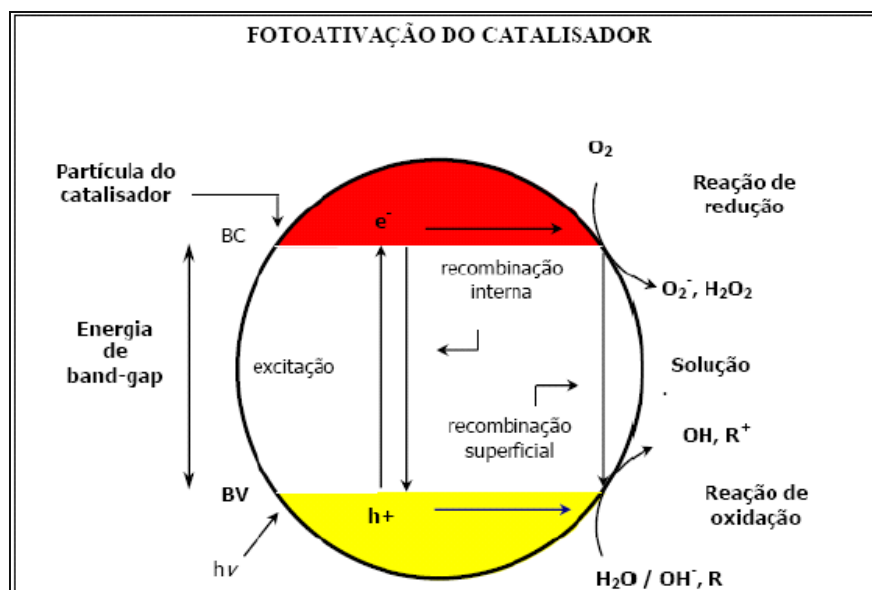 FOTOATIVAÇÃO DO CATALISADOR
O₂
Partícula do
catalisador
Reação de
redução
e⁻
BC
recombinação
interna
O₂⁻, H₂O₂
Energia
de
band-gap
excitação
Solução
recombinação
superficial
OH, R⁺
BV
h+
Reação de
oxidação
hν
H₂O / OH⁻, R